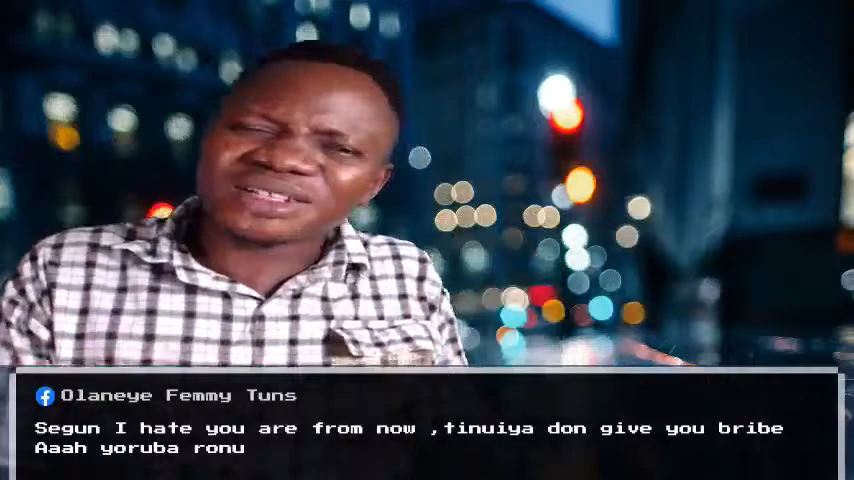 Olaneye Femmy Tuns
Segun I hate you are from now ,tinuiya don give you bribe
Aaah yoruba ronu